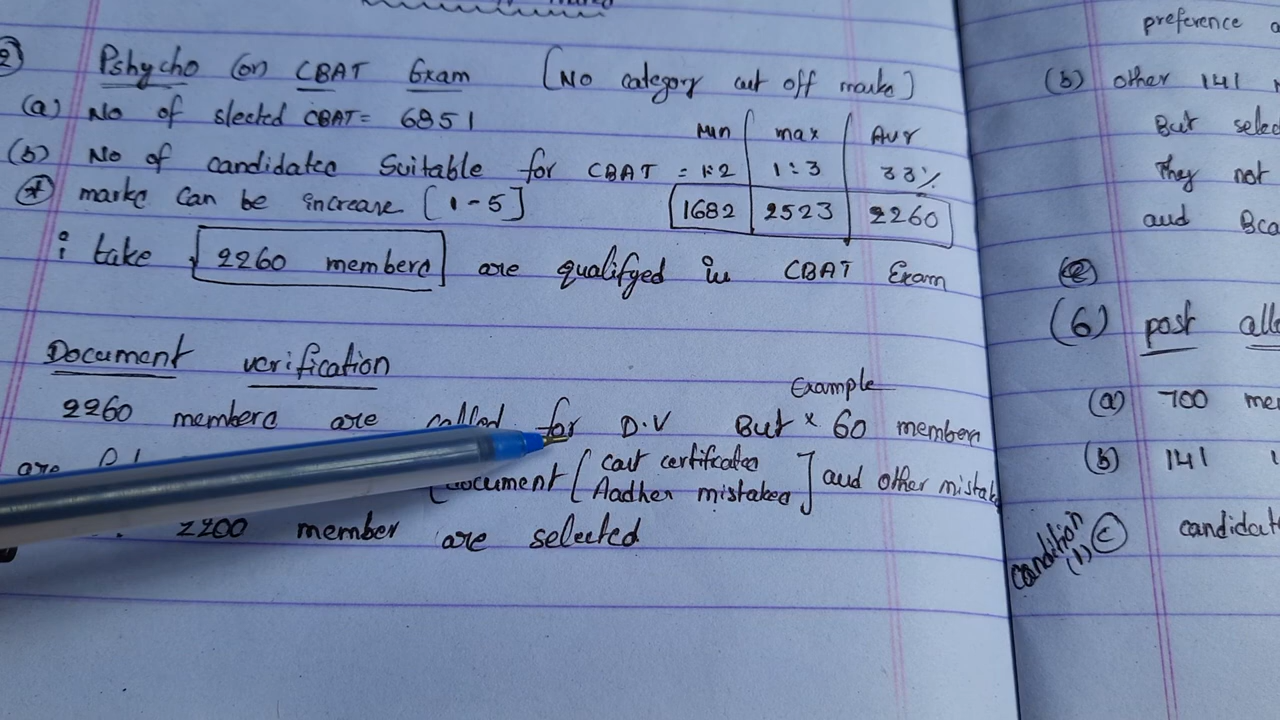 2 Pshycho (or) CBAT Exam [No category cut off marks]
(a) No of slected CBAT = 6851
Min max Avr
(b) No of candidates Suitable for CBAT = 1:2 1:3 33%
* marks can be increase [1-5] 1682 2523 2260
i take 2260 members are qualifyed in CBAT Exam
Document verification
Example
2260 members are called for D.V But * 60 members
are
Document [ Cast certificates
Aadher mistakes ] and other mistake
2200 member are selected
preference
(b) other 141
But selec
They not
and Bca
(6) post allo
(a) 700 me
(b) 141
condition (1) (c) candidat